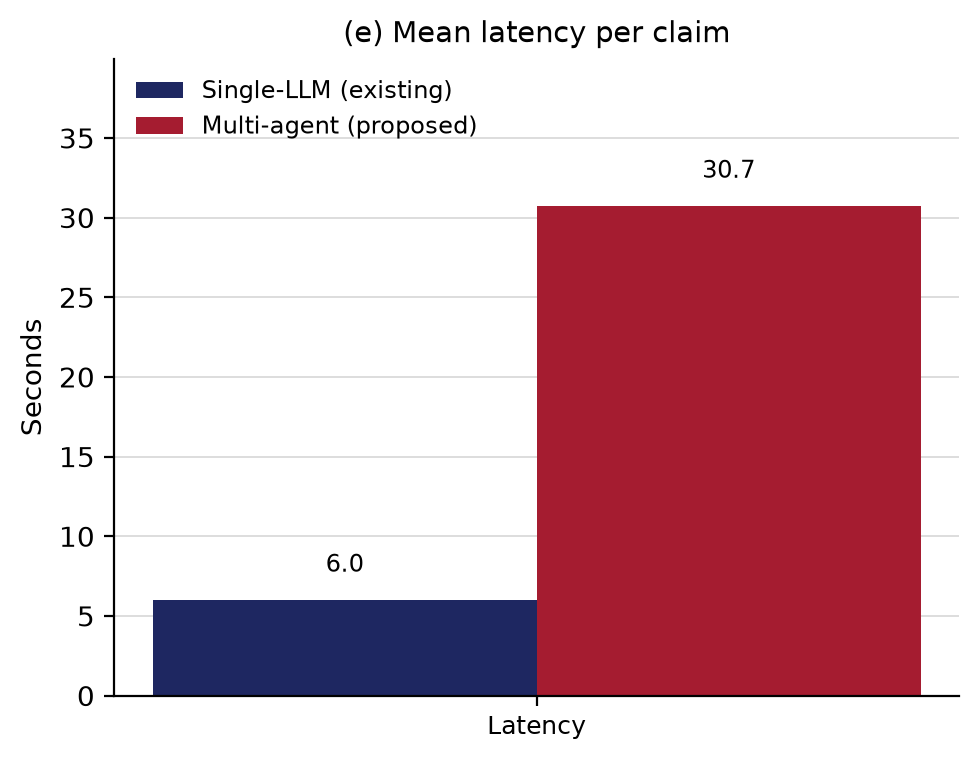 (e) Mean latency per claim
Single-LLM (existing)
Multi-agent (proposed)
35
30
25
20
15
10
5
0
Seconds
30.7
6.0
Latency